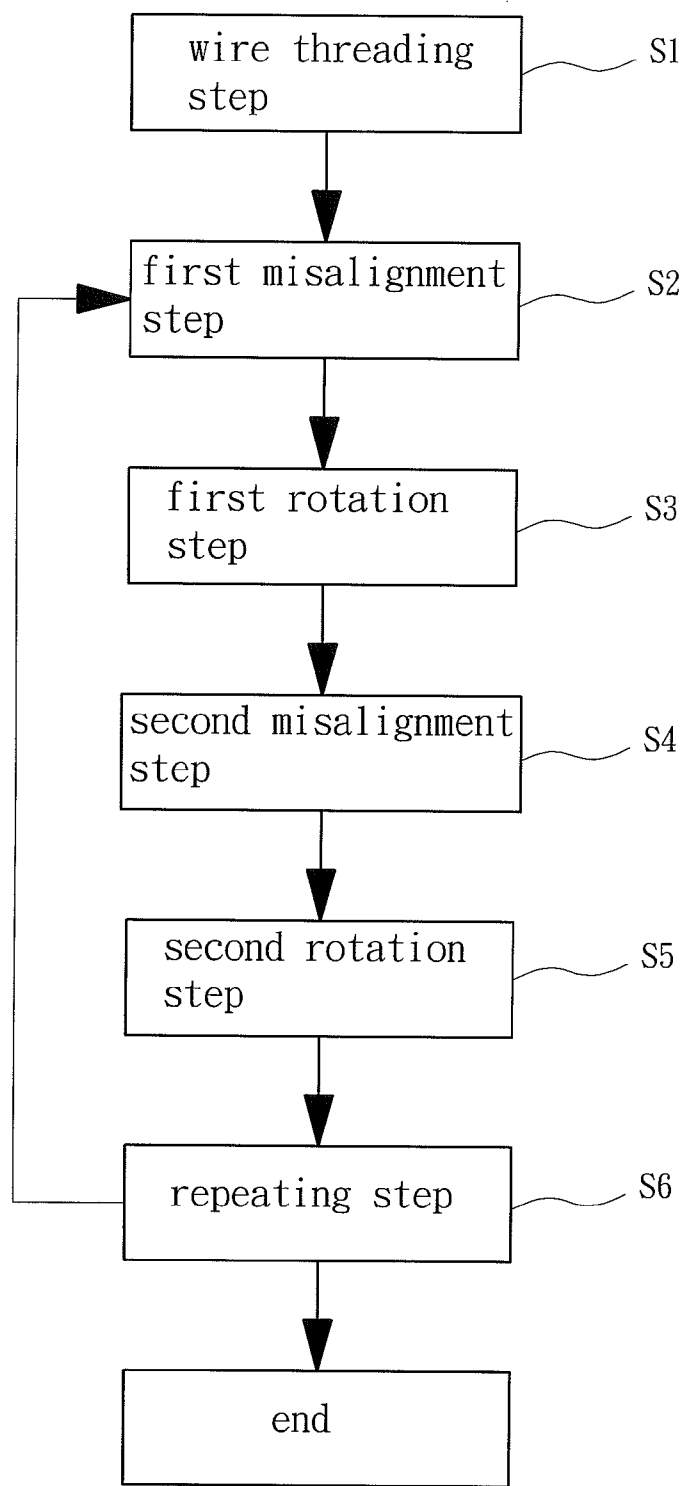 wire threading
step
S1
first misalignment
step
S2
first rotation
step
S3
second misalignment
step
S4
second rotation
step
S5
repeating step
S6
end